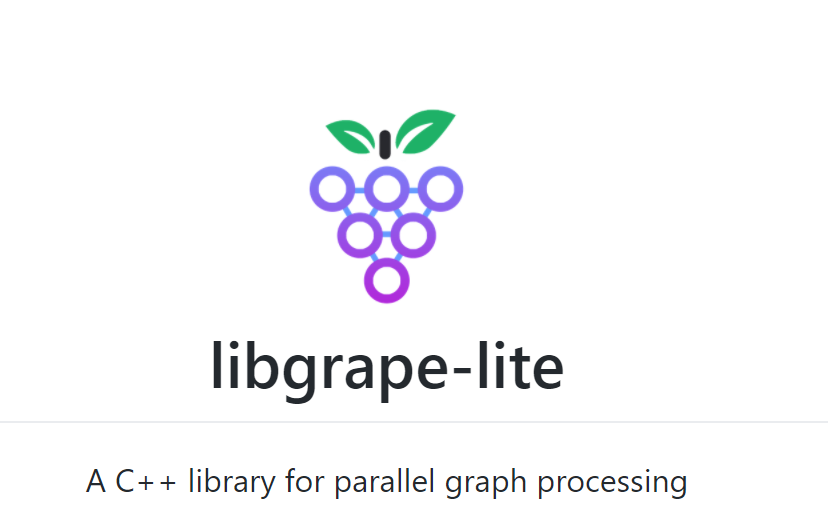 libgrape-lite
A C++ library for parallel graph processing